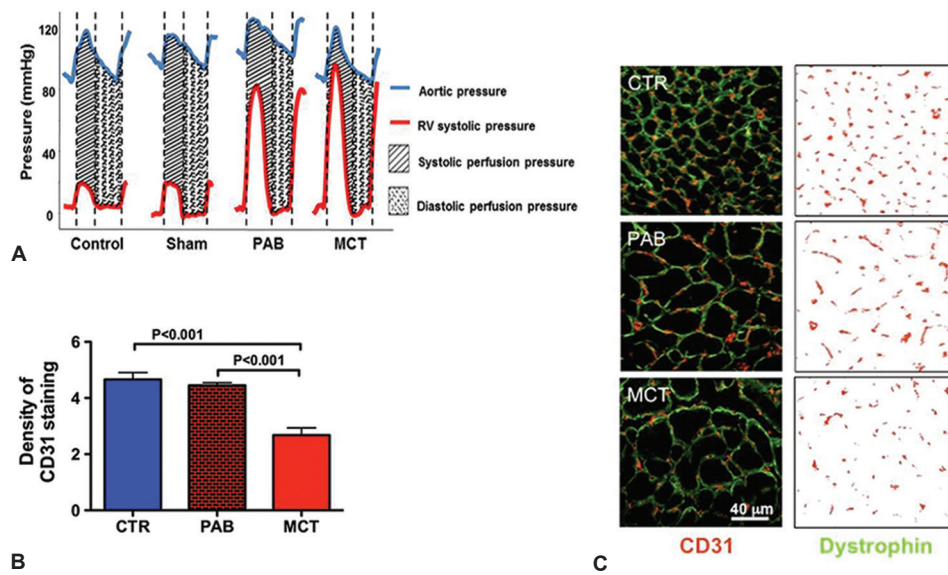 120
80
40
0
Pressure (mmHg)
Control Sham PAB MCT
Aortic pressure
RV systolic pressure
Systolic perfusion pressure
Diastolic perfusion pressure
A
P<0.001
P<0.001
6
4
2
0
Density of
CD31 staining
CTR PAB MCT
B
CTR
PAB
MCT
40 μm
CD31 Dystrophin
C